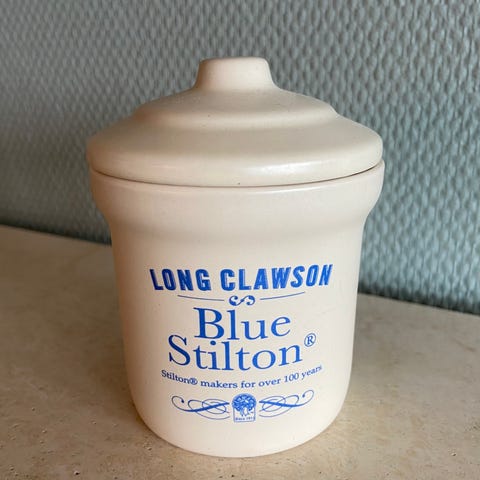 LONG CLAWSON
Blue
Stilton®
Stilton® makers for over 100 years